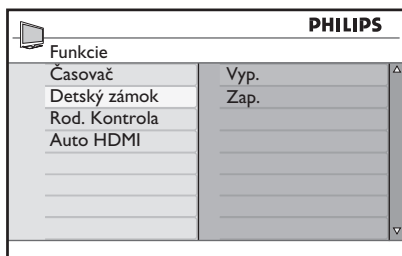 PHILIPS
Funkcie
Časovač
Vyp.
Detský zámok
Zap.
Rod. Kontrola
Auto HDMI